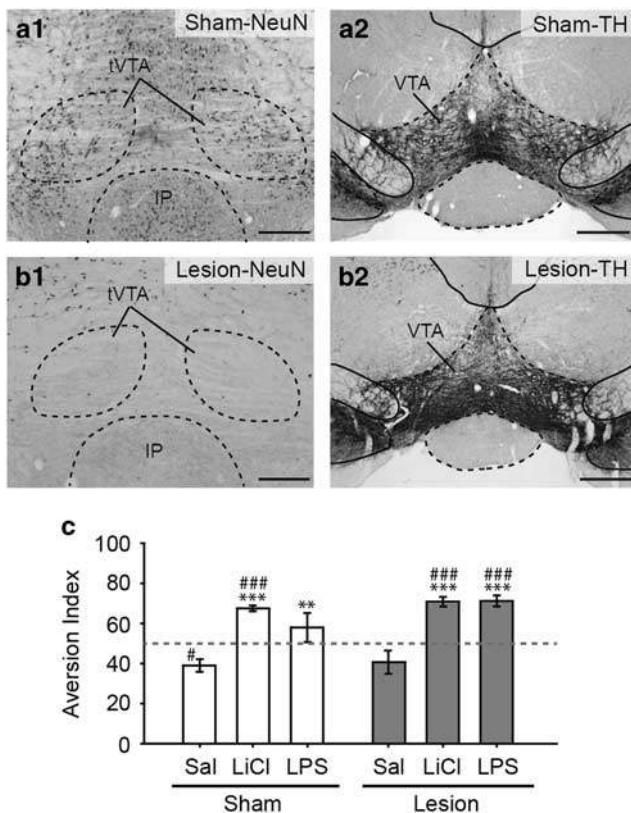 a1 Sham-NeuN
tVTA
IP
a2 Sham-TH
VTA
b1 Lesion-NeuN
tVTA
IP
b2 Lesion-TH
VTA
c
Aversion Index
100
80
60
40
20
0
#
###
***
**
###
***
###
***
Sal LiCl LPS Sal LiCl LPS
Sham Lesion